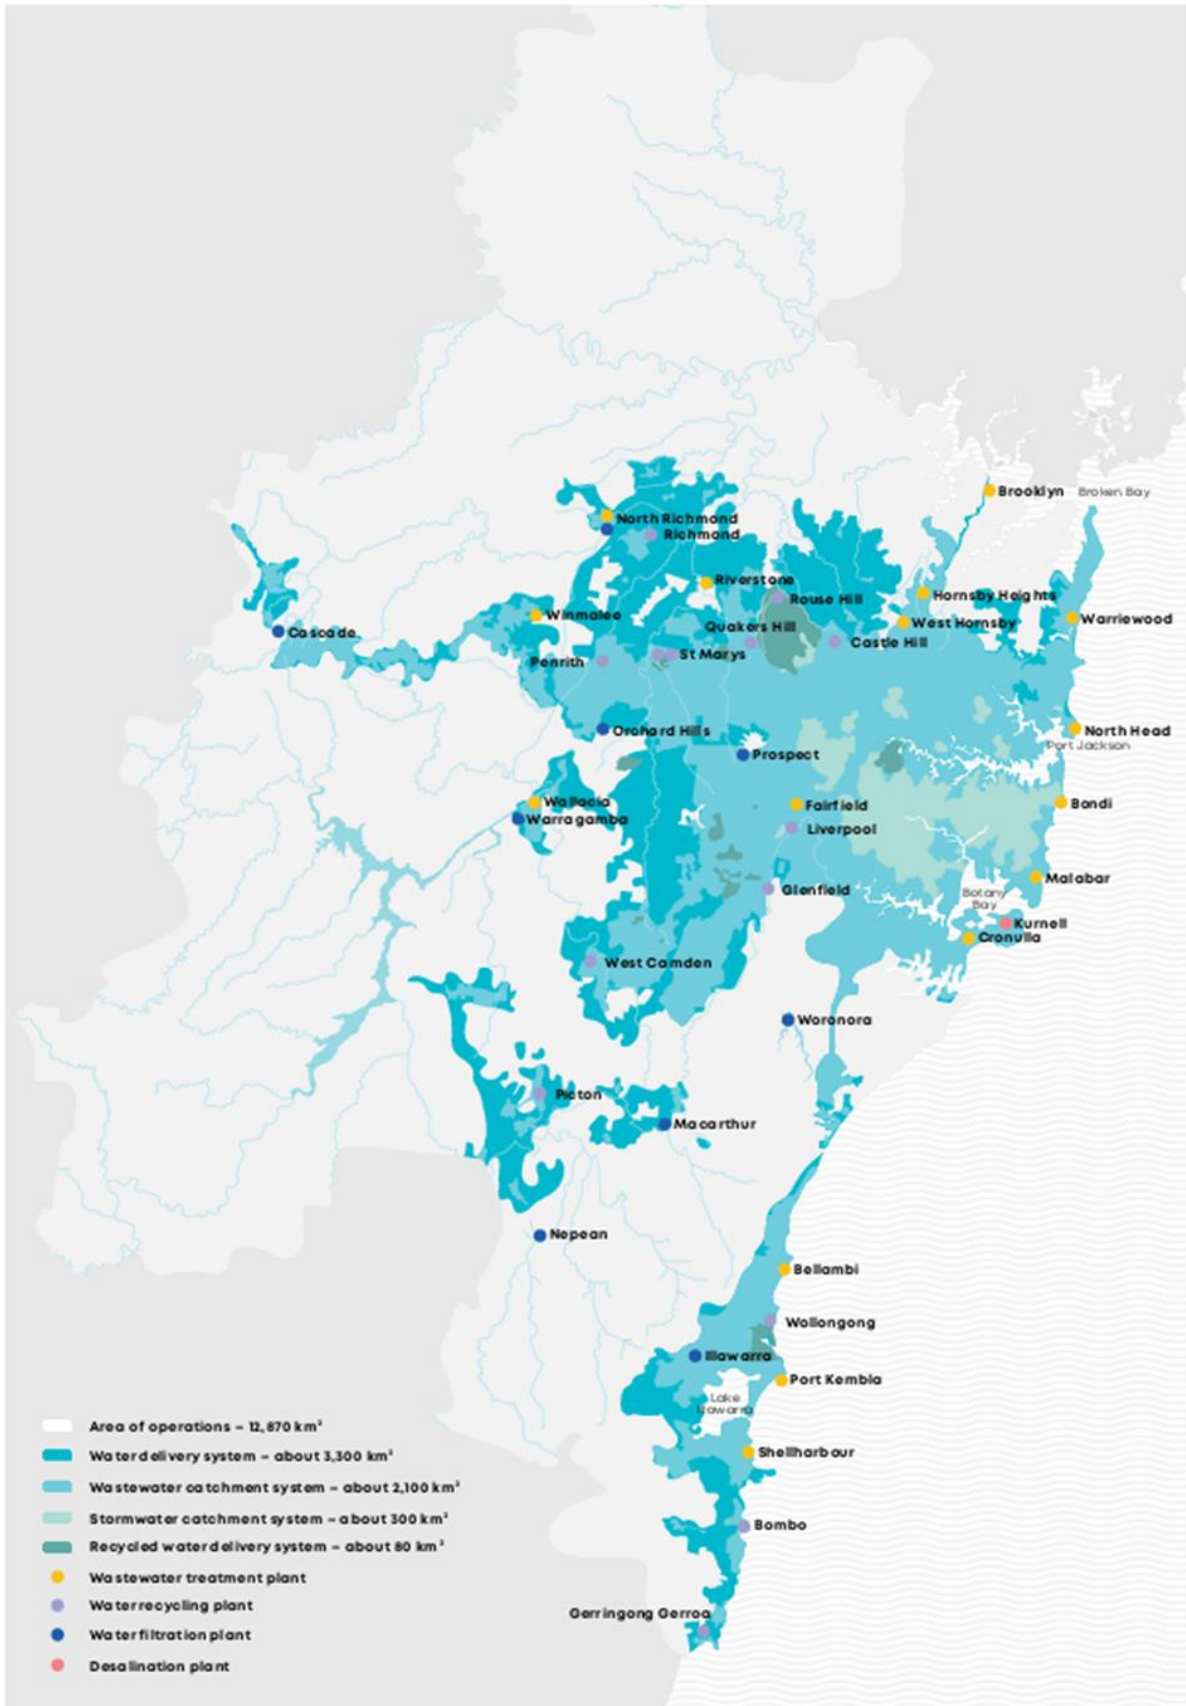 Brooklyn
Broken Bay
North Richmond
Richmond
Riverstone
Rouse Hill
Hornsby Heights
Winmalee
Quakers Hill
West Hornsby
Warriewood
Cascade
Castle Hill
Penrith
St Marys
Orchard Hills
North Head
Port Jackson
Prospect
Wallacia
Fairfield
Bondi
Warragamba
Liverpool
Malabar
Glenfield
Botany
Bay
Kurnell
Cronulla
West Camden
Woronora
Picton
Macarthur
Nepean
Bellambi
Wollongong
Illawarra
Port Kembla
Lake
Illawarra
Shellharbour
Bombo
Gerringong Gerroa
Area of operations – 12,870 km²
Water delivery system – about 3,300 km²
Wastewater catchment system – about 2,100 km²
Stormwater catchment system – about 300 km²
Recycled water delivery system – about 80 km²
Wastewater treatment plant
Water recycling plant
Water filtration plant
Desalination plant